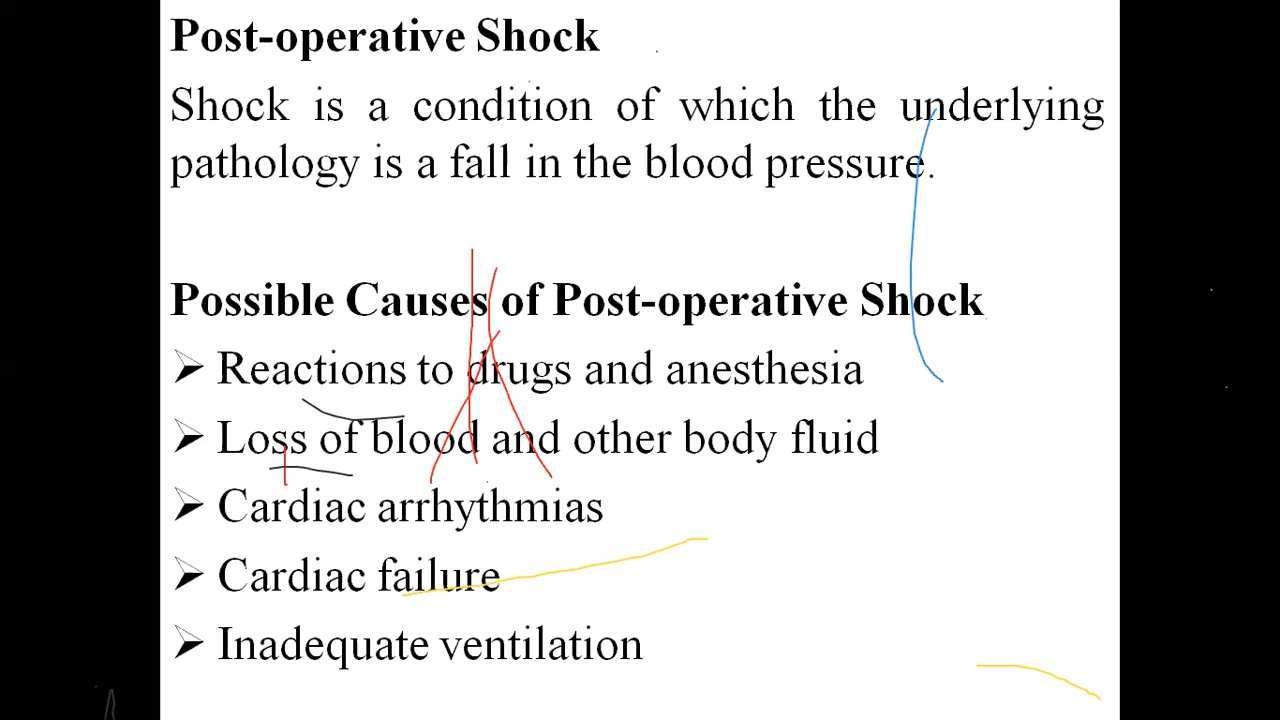 Post-operative Shock
Shock is a condition of which the underlying
pathology is a fall in the blood pressure.
Possible Causes of Post-operative Shock
➢ Reactions to drugs and anesthesia
➢ Loss of blood and other body fluid
➢ Cardiac arrhythmias
➢ Cardiac failure
➢ Inadequate ventilation